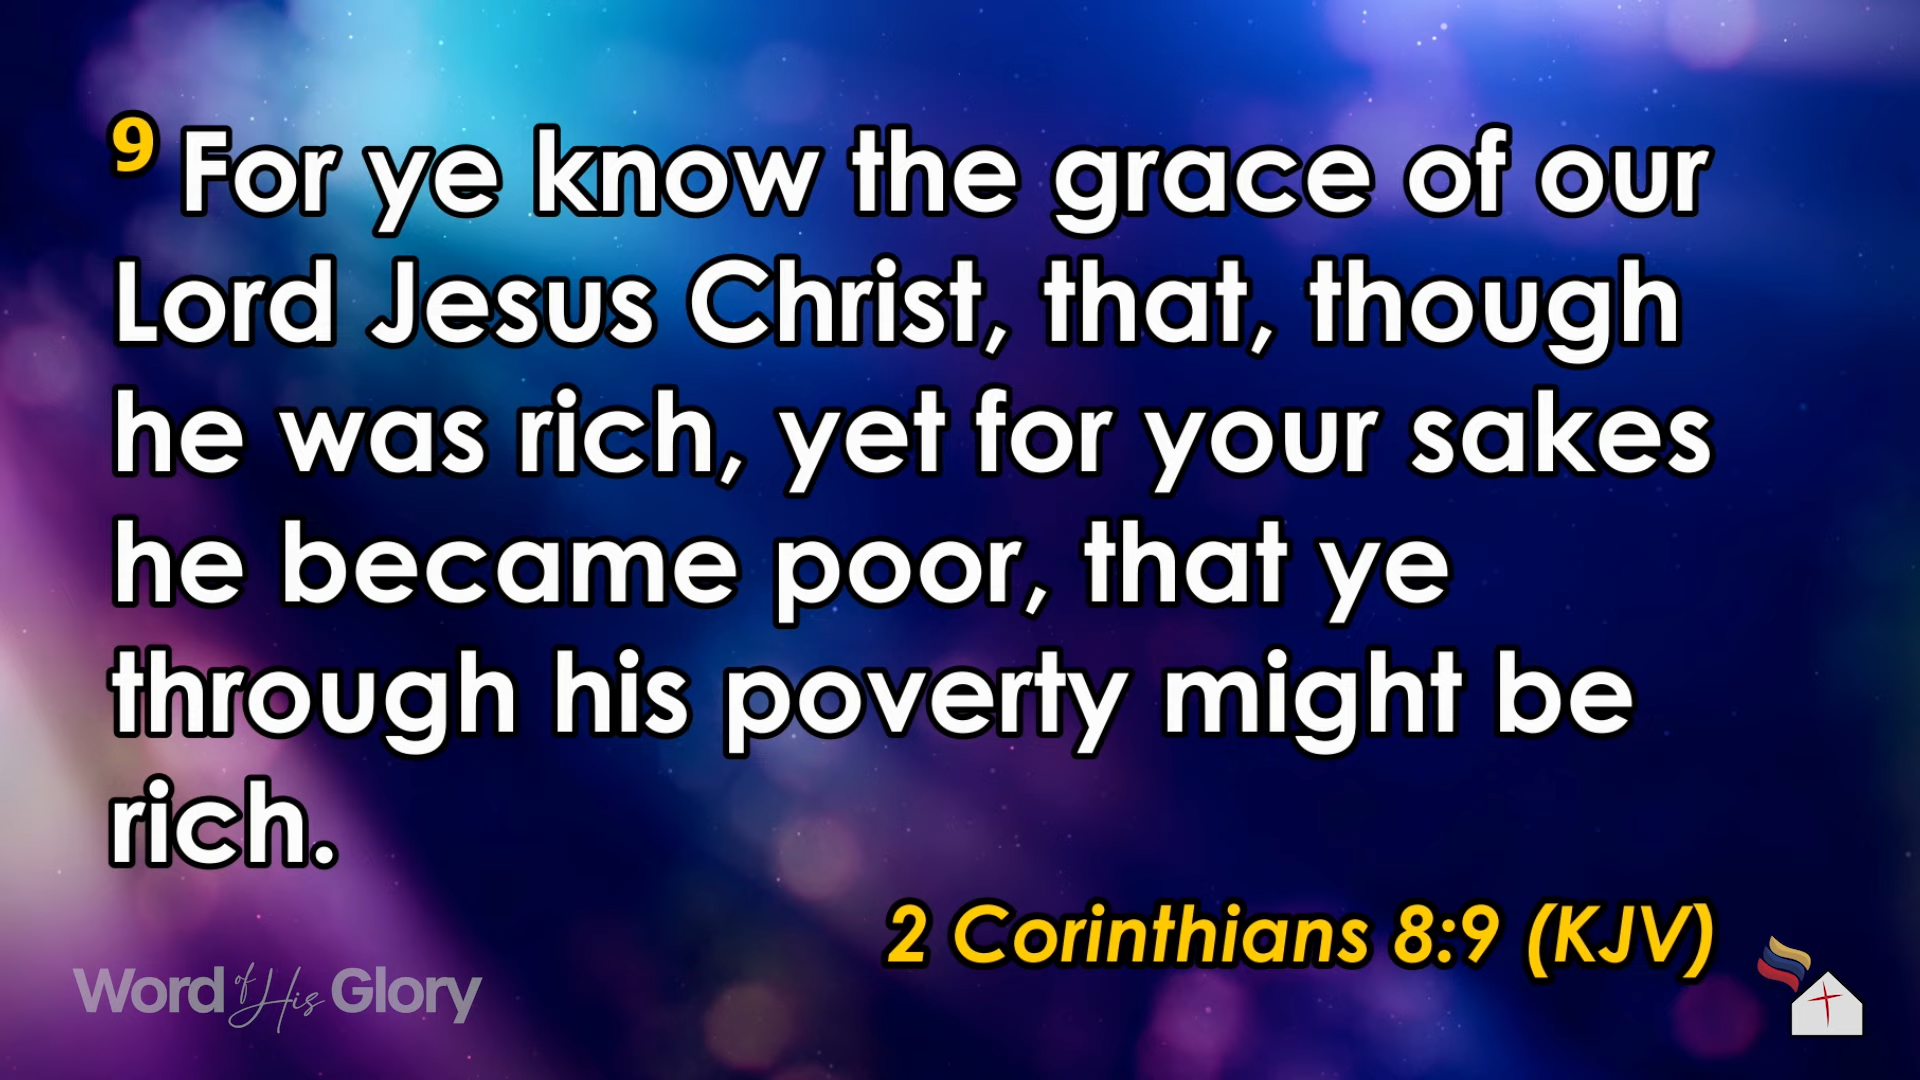 9 For ye know the grace of our
Lord Jesus Christ, that, though
he was rich, yet for your sakes
he became poor, that ye
through his poverty might be
rich.
2 Corinthians 8:9 (KJV)
Word of His Glory